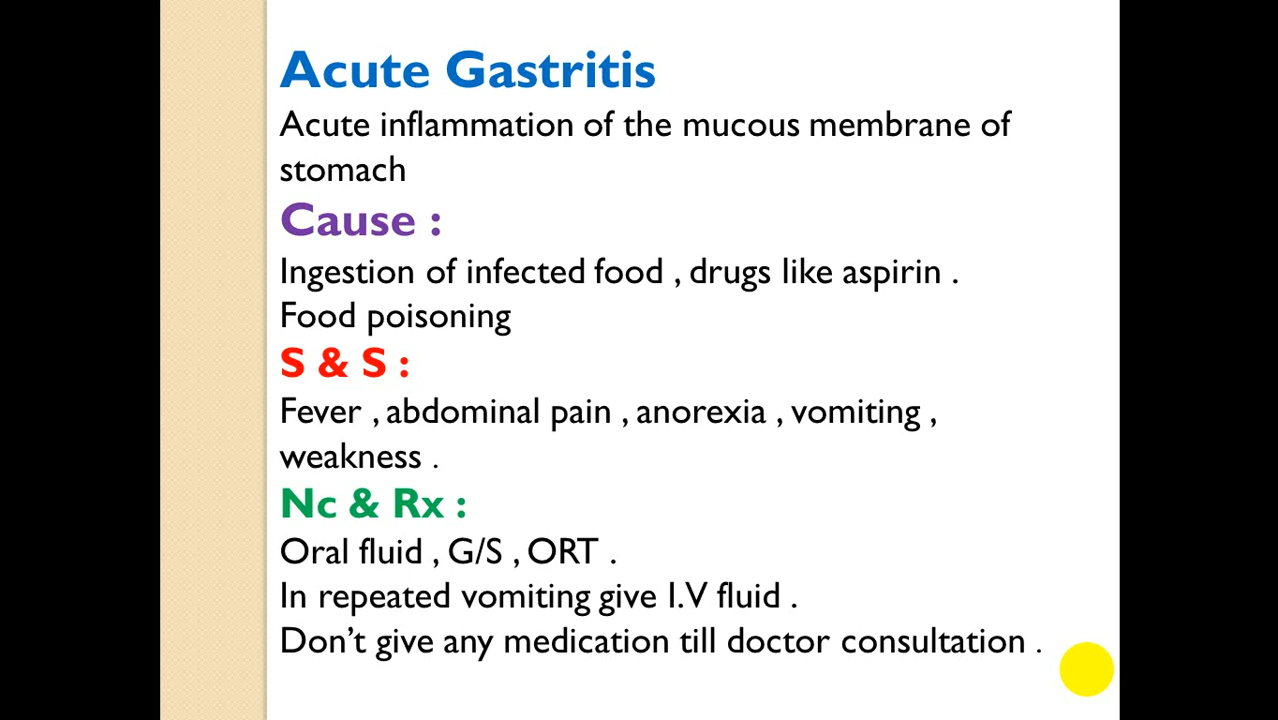 Acute Gastritis
Acute inflammation of the mucous membrane of
stomach
Cause :
Ingestion of infected food , drugs like aspirin .
Food poisoning
S & S :
Fever , abdominal pain , anorexia , vomiting ,
weakness .
Nc & Rx :
Oral fluid , G/S , ORT .
In repeated vomiting give I.V fluid .
Don’t give any medication till doctor consultation .